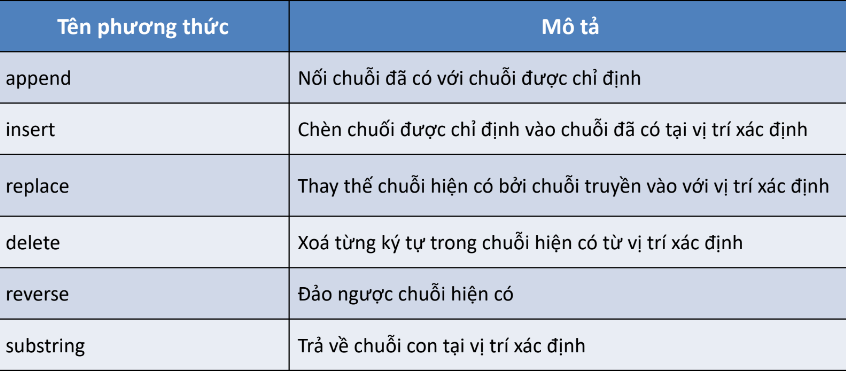 Tên phương thức Mô tả
append Nối chuỗi đã có với chuỗi được chỉ định
insert Chèn chuối được chỉ định vào chuỗi đã có tại vị trí xác định
replace Thay thế chuỗi hiện có bởi chuỗi truyền vào với vị trí xác định
delete Xoá từng ký tự trong chuỗi hiện có từ vị trí xác định
reverse Đảo ngược chuỗi hiện có
substring Trả về chuỗi con tại vị trí xác định